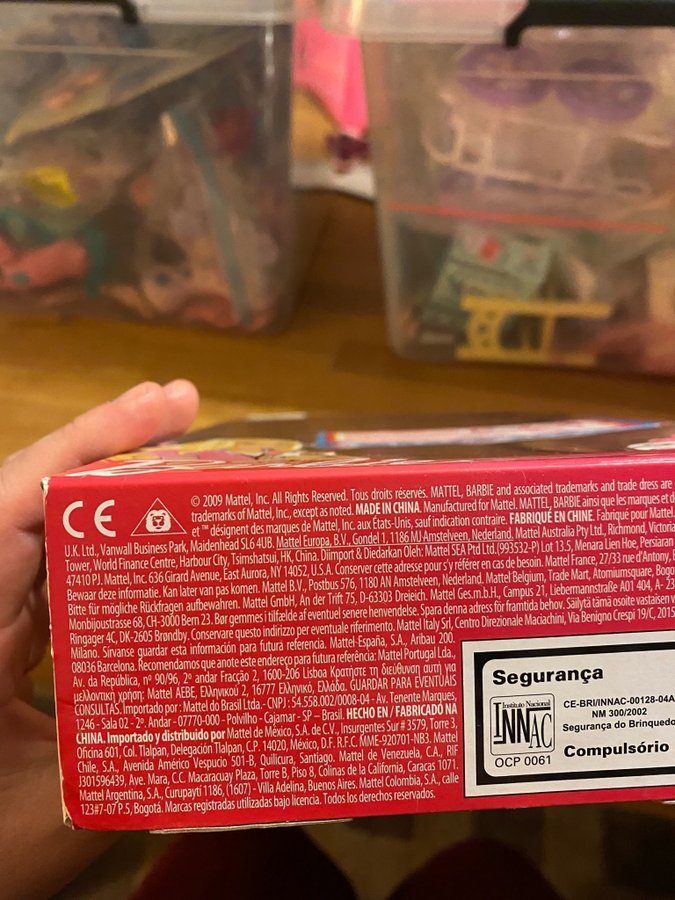 CE
© 2009 Mattel, Inc. All Rights Reserved. Tous droits réservés. MATTEL, BARBIE and associated trademarks and trade dress are
trademarks of Mattel, Inc., except as noted. MADE IN CHINA. Manufactured for Mattel. MATTEL, BARBIE ainsi que les marques et
et ™ désignent des marques de Mattel, Inc. aux États-Unis, sauf indication contraire. FABRIQUÉ EN CHINE. Fabriqué pour Mattel.
U.K. Ltd., Vanwall Business Park, Maidenhead SL6 4UB. Mattel Europa, B.V., Gondel 1, 1186 MJ Amstelveen, Nederland. Mattel Australia Pty Ltd., Richmond, Victoria
Tower, World Finance Centre, Harbour City, Tsimshatsui, HK, China. Diimport & Diedarkan Oleh: Mattel SEA Ptd Ltd.(993532-P) Lot 13.5, Menara Lien Hoe, Persiaran
47410 PJ. Mattel, Inc. 636 Girard Avenue, East Aurora, NY 14052, U.S.A. Conservez cette adresse pour s'y référer en cas de besoin. Mattel France, 27/33 rue d'Antony,
Bewaar deze informatie. Kan later van pas komen. Mattel B.V., Postbus 576, 1180 AN Amstelveen, Nederland. Mattel Belgium, Trade Mart, Atomiumsquare,
Bitte für mögliche Rückfragen aufbewahren. Mattel GmbH, An der Trift 75, D-63303 Dreieich. Mattel Ges.m.b.H., Campus 21, Liebermannstraße A01 404, A-
Monbijoustrasse 68, CH-3000 Bern 23. Bør gemmes i tilfælde af eventuel senere henvendelse. Spara denna adress för framtida behov. Säilytä tämä osoite vastaisen
Ringager 4C, DK-2605 Brøndby. Conservare questo indirizzo per eventuale riferimento. Mattel Italy Srl, Centro Direzionale Maciachini, Via Benigno Crespi 19/C,
Milano. Sírvanse guardar esta información para futura referencia. Mattel España, S.A., Aribau 200.
08036 Barcelona. Recomendamos que anote este endereço para futura referência: Mattel Portugal Lda.,
Av. da República, nº 90/96, 2º andar Fracção 2, 1600-206 Lisboa Κρατήστε τη διεύθυνση αυτή για
μελλοντική χρήση: Mattel AEBE, Ελληνικού 2, 16777 Ελληνικό, Ελλάδα. GUARDAR PARA EVENTUAIS
CONSULTAS. Importado por : Mattel do Brasil Ltda.- CNPJ : 54.558.002/0008-04 - Av. Tenente Marques,
1246 - Sala 02 - 2º. Andar - 07770-000 - Polvilho - Cajamar - SP – Brasil. HECHO EN / FABRICADO NA
CHINA. Importado y distribuido por Mattel de México, S.A. de C.V., Insurgentes Sur # 3579, Torre 3,
Oficina 601, Col. Tlalpan, Delegación Tlalpan, C.P. 14020, México, D.F. R.F.C. MME-920701-NB3. Mattel
Chile, S.A., Avenida Américo Vespucio 501-B, Quilicura, Santiago. Mattel de Venezuela, C.A., RIF
J301596439, Ave. Mara, C.C. Macaracuay Plaza, Torre B, Piso 8, Colinas de la California, Caracas 1071.
Mattel Argentina, S.A., Curupaytí 1186, (1607) - Villa Adelina, Buenos Aires. Mattel Colombia, S.A., calle
123#7-07 P.5, Bogotá. Marcas registradas utilizadas bajo licencia. Todos los derechos reservados.
Segurança
Instituto Nacional
INNAC
OCP 0061
CE-BRI/INNAC-00128-04A
NM 300/2002
Segurança do Brinquedo
Compulsório